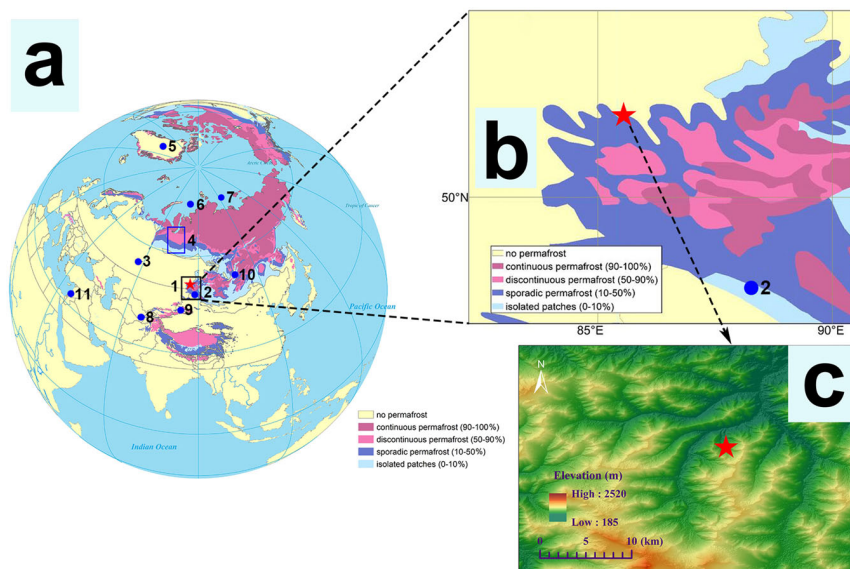 a
5
7
6
4
3
10
1
2
11
9
8
Tropic of Cancer
Pacific Ocean
Indian Ocean
no permafrost
continuous permafrost (90-100%)
discontinuous permafrost (50-90%)
sporadic permafrost (10-50%)
isolated patches (0-10%)
b
50°N
no permafrost
continuous permafrost (90-100%)
discontinuous permafrost (50-90%)
sporadic permafrost (10-50%)
isolated patches (0-10%)
2
85°E
90°E
c
N
Elevation (m)
High : 2520
Low : 185
0 5 10 (km)